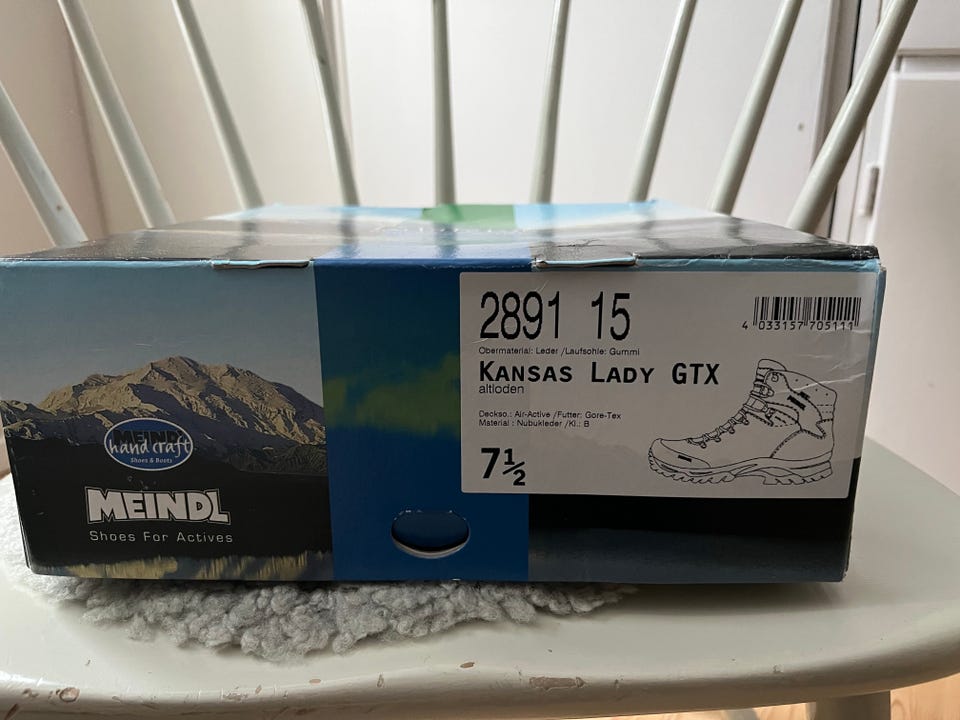 2891 15
4 033157 705111
Obermaterial: Leder /Laufsohle: Gummi
KANSAS LADY GTX
altloden
Deckso.: Air-Active /Futter: Gore-Tex
Material : Nubukleder /Kl.: B
7½
MEINDL
hand craft
Shoes & Boots
MEINDL
Shoes For Actives